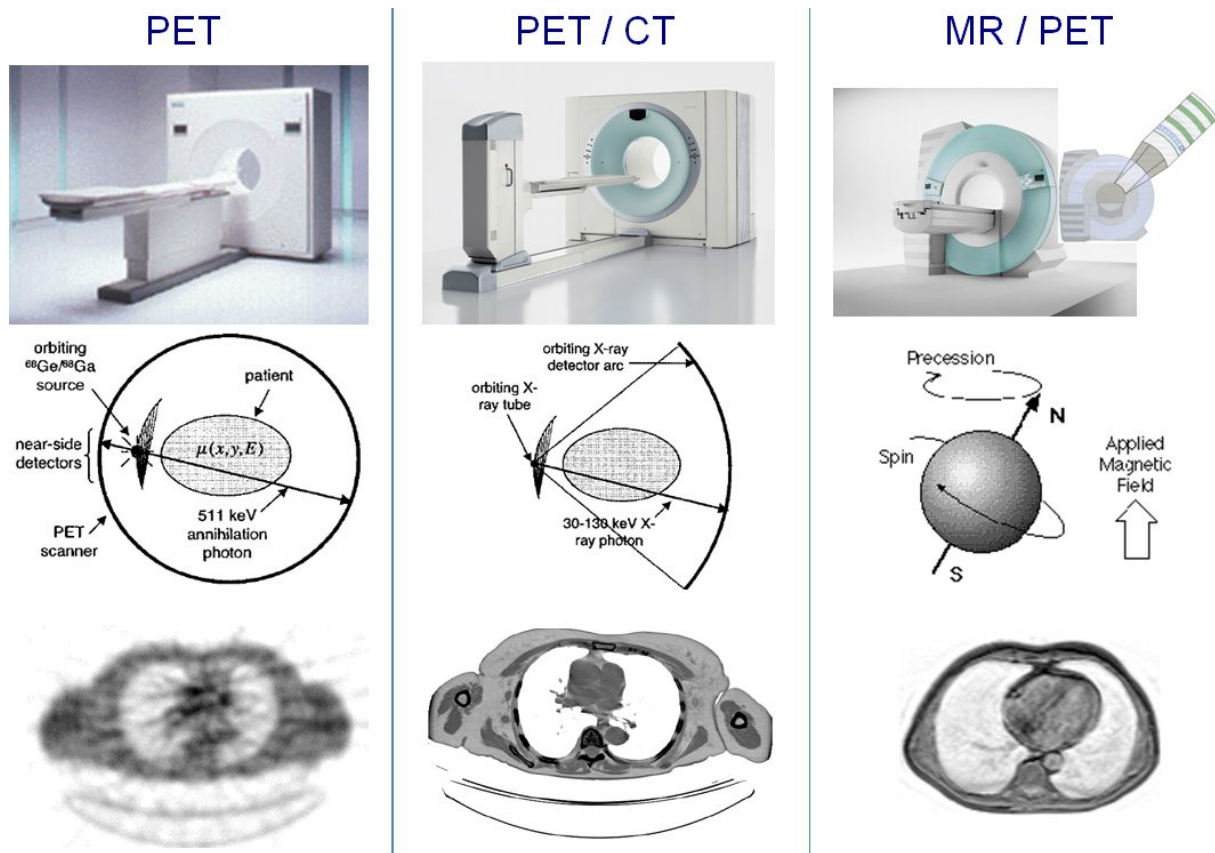 PET
PET / CT
MR / PET
orbiting
⁶⁸Ge/⁶⁸Ga
source
patient
near-side
detectors
μ(x,y,E)
511 keV
annihilation
photon
PET
scanner
orbiting X-ray
detector arc
orbiting X-
ray tube
30-130 keV X-
ray photon
Precession
N
Spin
Applied
Magnetic
Field
S